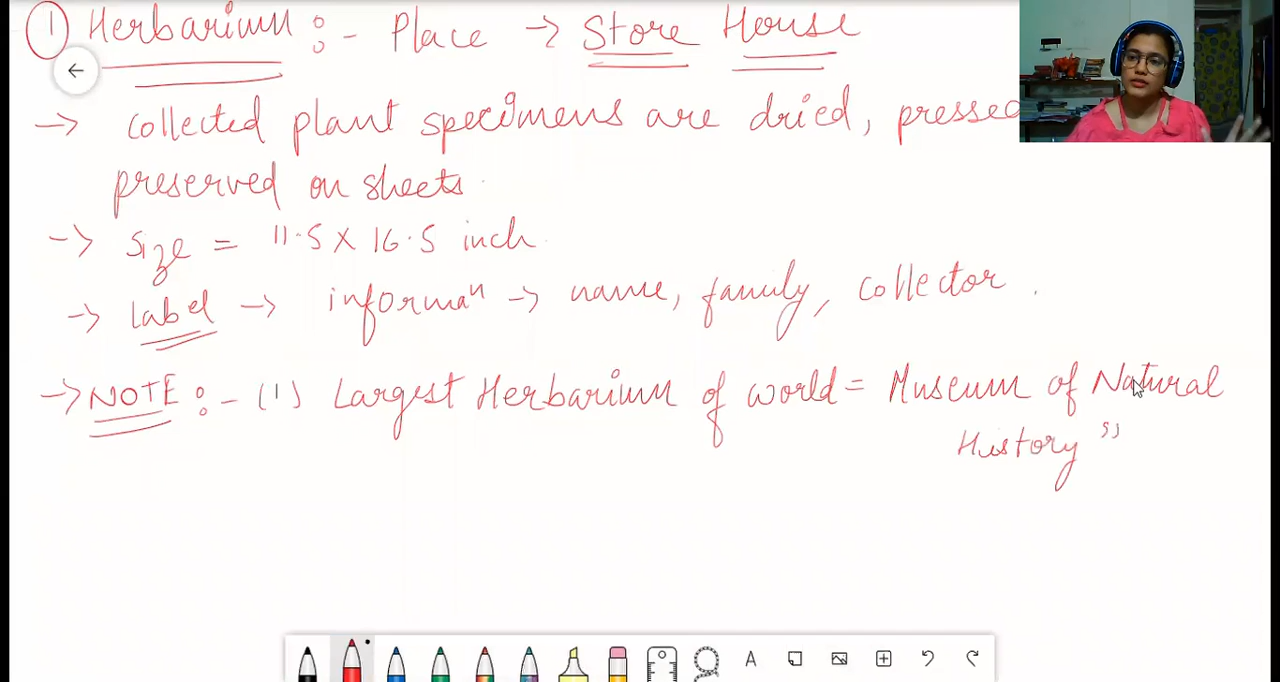 ① Herbarium :- Place → Store House
→ collected plant specimens are dried, pressed
preserved on sheets.
→ Size = 11.5 X 16.5 inch.
→ Label → informaⁿ → name, family, collector .
→ NOTE :- (1) Largest Herbarium of world = Museum of Natural
History "
A